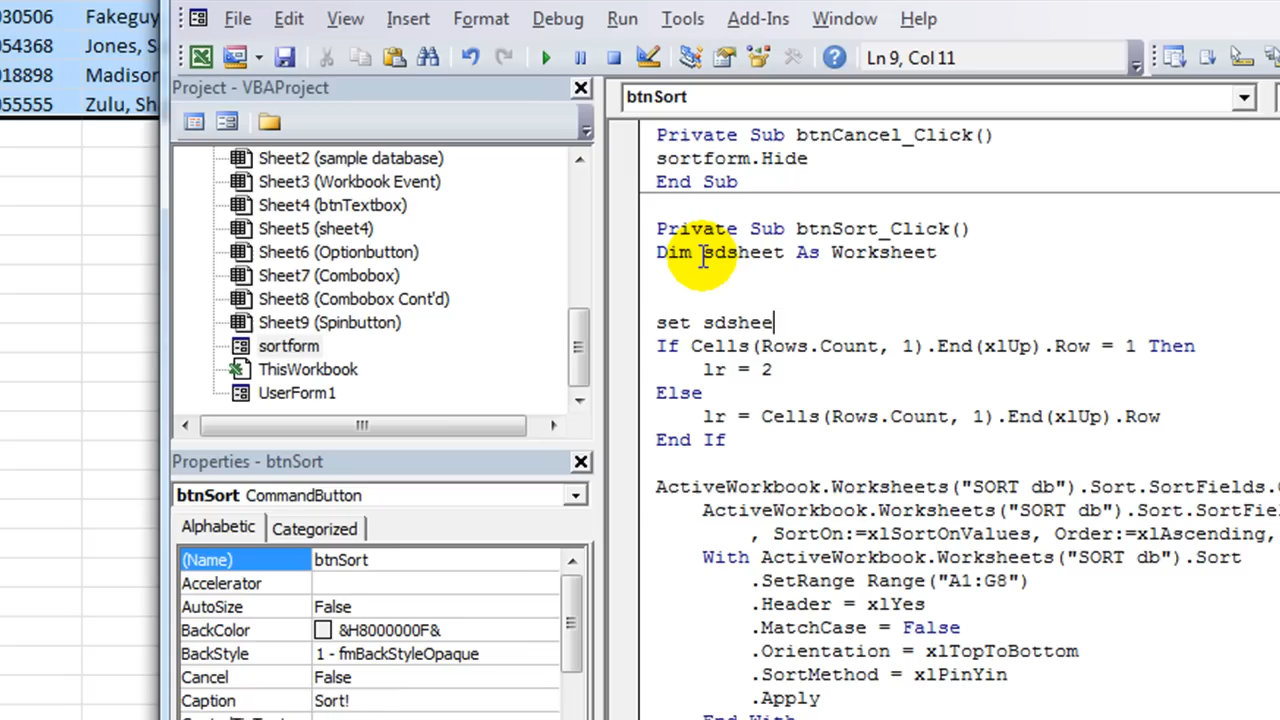 030506 Fakeguy
054368 Jones, S
018898 Madison
055555 Zulu, Sh
File Edit View Insert Format Debug Run Tools Add-Ins Window Help
Ln 9, Col 11
Project - VBAProject
Sheet2 (sample database)
Sheet3 (Workbook Event)
Sheet4 (btnTextbox)
Sheet5 (sheet4)
Sheet6 (Optionbutton)
Sheet7 (Combobox)
Sheet8 (Combobox Cont'd)
Sheet9 (Spinbutton)
sortform
ThisWorkbook
UserForm1
Properties - btnSort
btnSort CommandButton
Alphabetic Categorized
(Name) btnSort
Accelerator
AutoSize False
BackColor &H8000000F&
BackStyle 1 - fmBackStyleOpaque
Cancel False
Caption Sort!
btnSort
Private Sub btnCancel_Click()
sortform.Hide
End Sub
Private Sub btnSort_Click()
Dim sdsheet As Worksheet
set sdshee
If Cells(Rows.Count, 1).End(xlUp).Row = 1 Then
lr = 2
Else
lr = Cells(Rows.Count, 1).End(xlUp).Row
End If
ActiveWorkbook.Worksheets("SORT db").Sort.SortFields.
ActiveWorkbook.Worksheets("SORT db").Sort.SortFie
, SortOn:=xlSortOnValues, Order:=xlAscending,
With ActiveWorkbook.Worksheets("SORT db").Sort
.SetRange Range("A1:G8")
.Header = xlYes
.MatchCase = False
.Orientation = xlTopToBottom
.SortMethod = xlPinYin
.Apply
End With